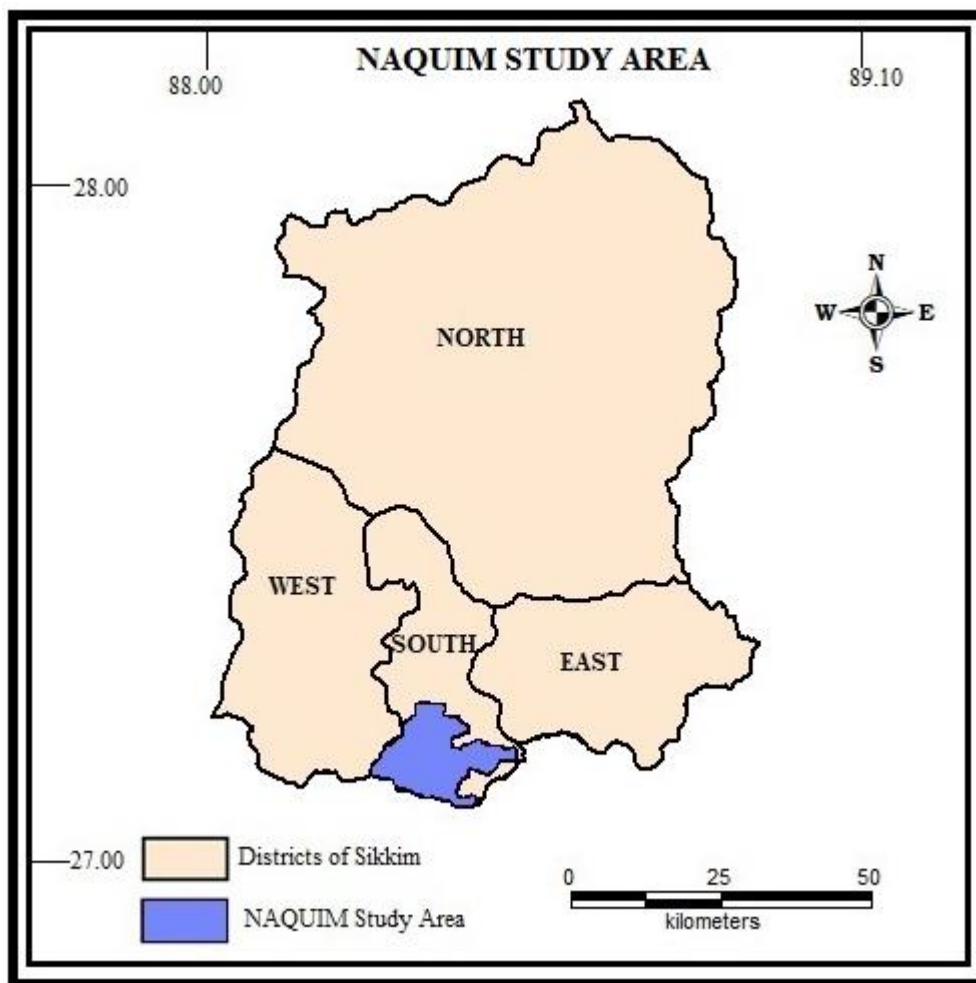 NAQUIM STUDY AREA
88.00
89.10
28.00
N
W E
S
NORTH
WEST
SOUTH
EAST
27.00
Districts of Sikkim
NAQUIM Study Area
0 25 50
kilometers